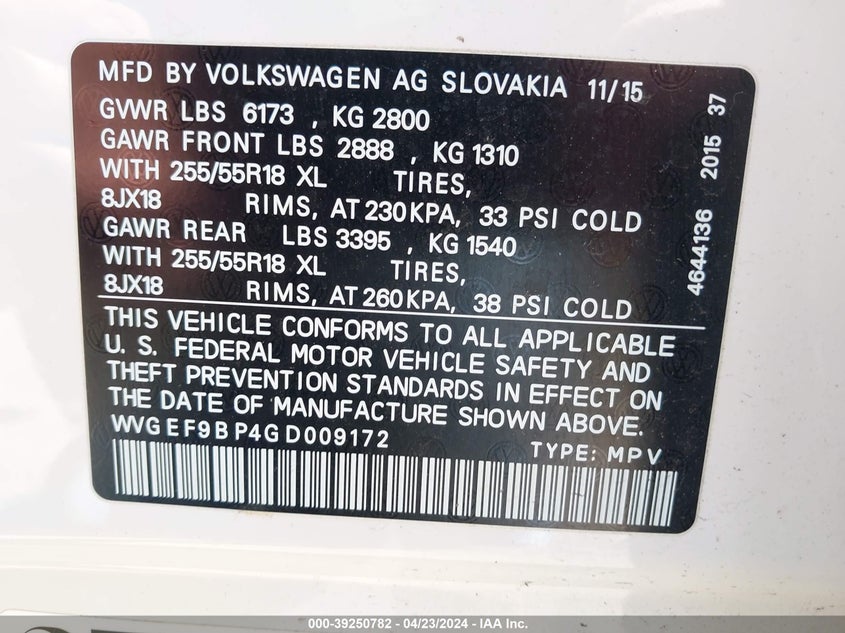 MFD BY VOLKSWAGEN AG SLOVAKIA 11/15
GVWR LBS 6173 , KG 2800
GAWR FRONT LBS 2888 , KG 1310
WITH 255/55R18 XL TIRES,
8JX18 RIMS, AT 230KPA, 33 PSI COLD
GAWR REAR LBS 3395 , KG 1540
WITH 255/55R18 XL TIRES,
8JX18 RIMS, AT 260KPA, 38 PSI COLD
THIS VEHICLE CONFORMS TO ALL APPLICABLE
U. S. FEDERAL MOTOR VEHICLE SAFETY AND
THEFT PREVENTION STANDARDS IN EFFECT ON
THE DATE OF MANUFACTURE SHOWN ABOVE.
WVGEF9BP4GD009172 TYPE: MPV
4644136 2015 37
000-39250782 - 04/23/2024 - IAA Inc.